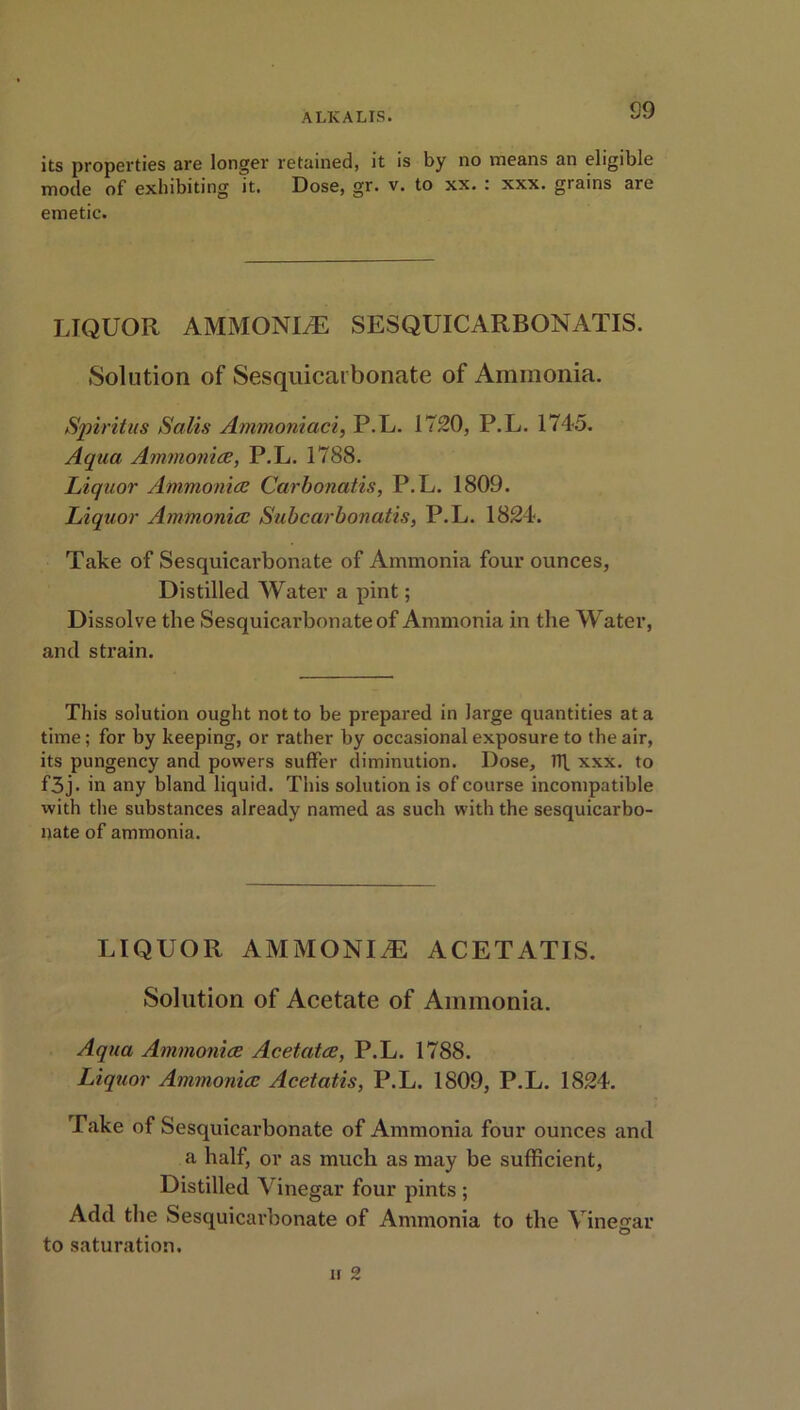 ALKALIS.
99
its properties are longer retained, it is by no means an eligible
mode of exhibiting it. Dose, gr. v. to xx. : xxx. grains are
emetic.
LIQUOR AMMONIÆ SESQUICARBONATIS.
Solution of Sesquicarbonate of Ammonia.
Spiritus Salis Ammoniaci, P.L. 1720, P.L. 1745.
Aqua Ammoniæ, P.L. 1788.
Liquor Ammoniæ Carbonatis, P.L. 1809.
Liquor Ammoniæ Subcarbonatis, P.L. 1824.
Take of Sesquicarbonate of Ammonia four ounces,
Distilled Water a pint;
Dissolve the Sesquicarbonate of Ammonia in the Water,
and strain.
This solution ought not to be prepared in large quantities at a
time; for by keeping, or rather by occasional exposure to the air,
its pungency and powers suffer diminution. Dose, ♏ xxx. to
fʒj. in any bland liquid. This solution is of course incompatible
with the substances already named as such with the sesquicarbo-
nate of ammonia.
LIQUOR AMMONIÆ ACETATIS.
Solution of Acetate of Ammonia.
Aqua Ammoniæ Acetatæ, P.L. 1788.
Liquor Ammoniæ Acetatis, P.L. 1809, P.L. 1824.
Take of Sesquicarbonate of Ammonia four ounces and
a half, or as much as may be sufficient,
Distilled Vinegar four pints;
Add the Sesquicarbonate of Ammonia to the Vinegar
to saturation.
H 2